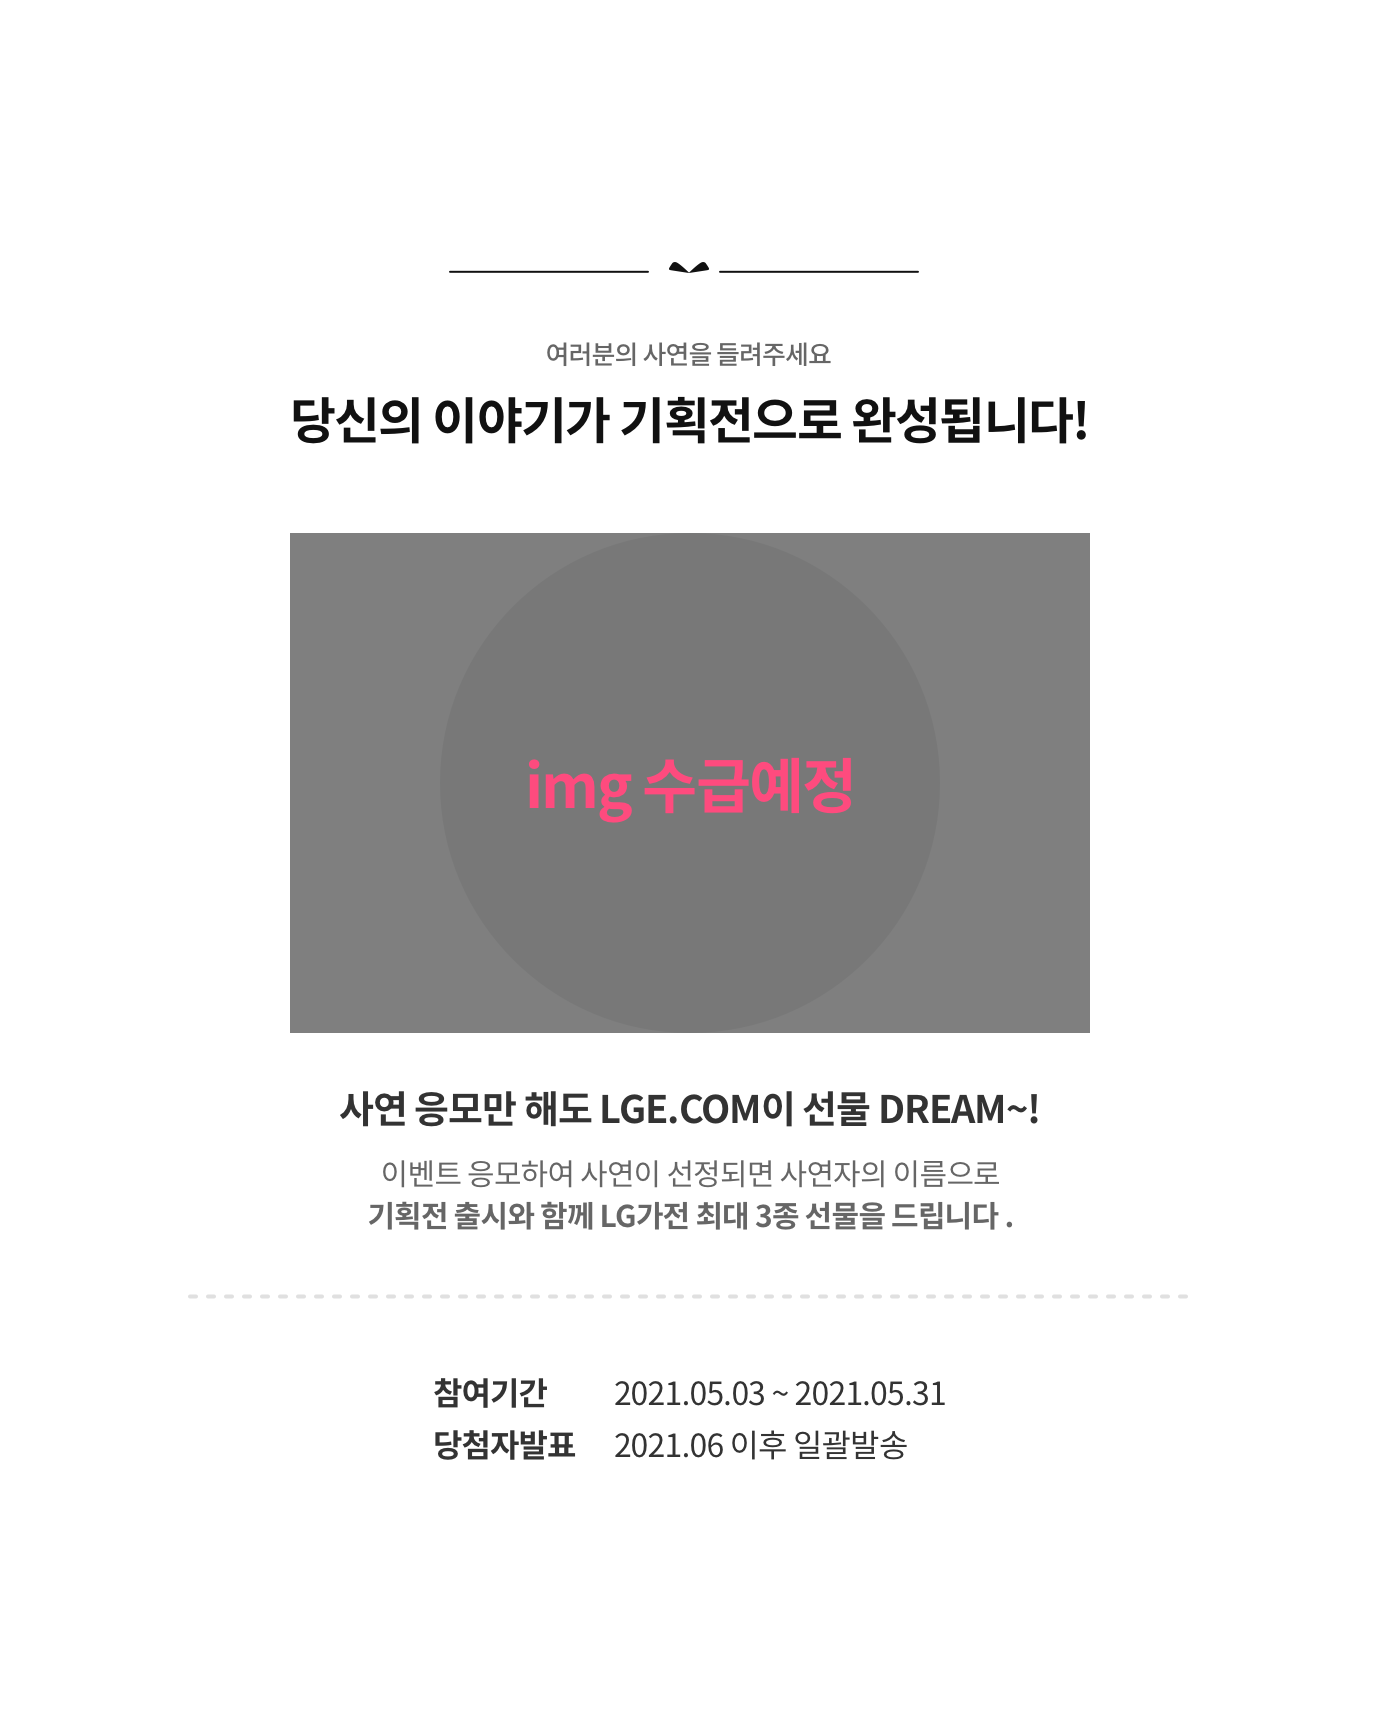 여러분의 사연을 들려주세요
당신의 이야기가 기획전으로 완성됩니다!
img 수급예정
사연 응모만 해도 LGE.COM이 선물 DREAM~!
이벤트 응모하여 사연이 선정되면 사연자의 이름으로
기획전 출시와 함께 LG가전 최대 3종 선물을 드립니다 .
참여기간 2021.05.03 ~ 2021.05.31
당첨자발표 2021.06 이후 일괄발송